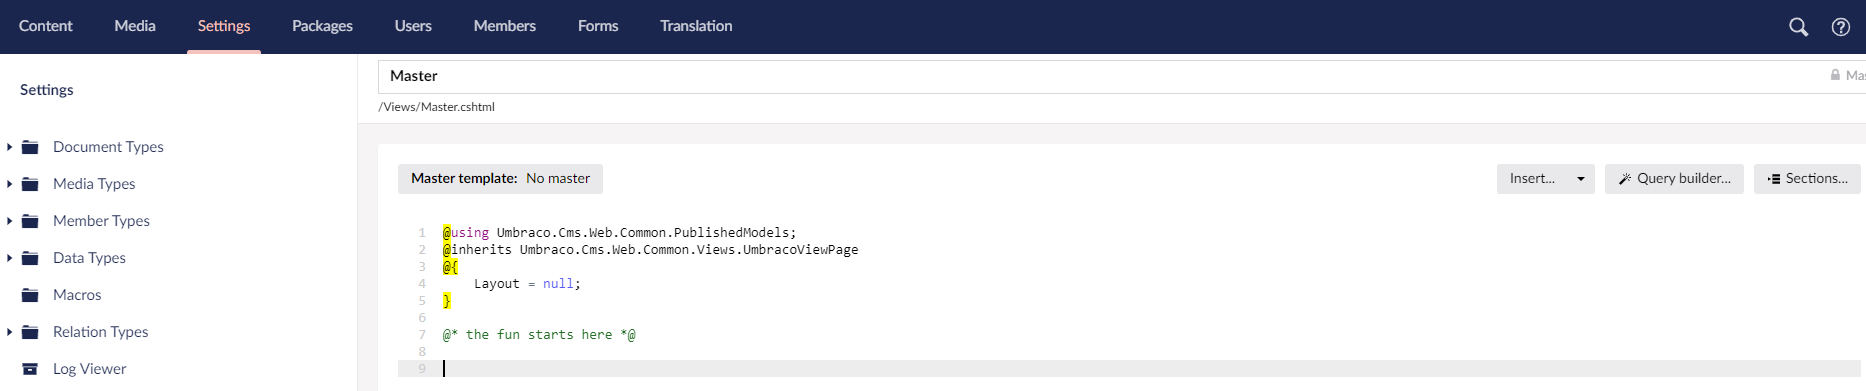 Content Media Settings Packages Users Members Forms Translation
Settings
Document Types
Media Types
Member Types
Data Types
Macros
Relation Types
Log Viewer
Master
Mas
/Views/Master.cshtml
Master template: No master
Insert... Query builder... Sections...
1 @using Umbraco.Cms.Web.Common.PublishedModels;
2 @inherits Umbraco.Cms.Web.Common.Views.UmbracoViewPage
3 @{
4 Layout = null;
5 }
6
7 @* the fun starts here *@
8
9